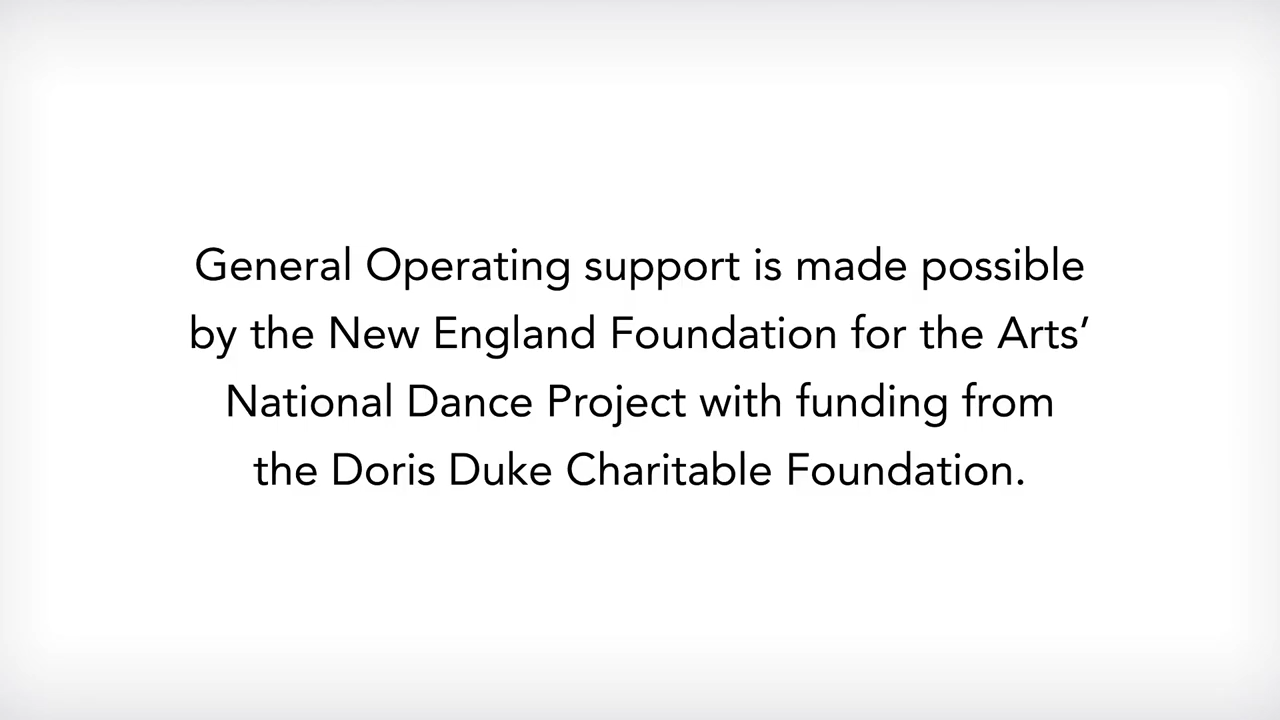 General Operating support is made possible
by the New England Foundation for the Arts’
National Dance Project with funding from
the Doris Duke Charitable Foundation.